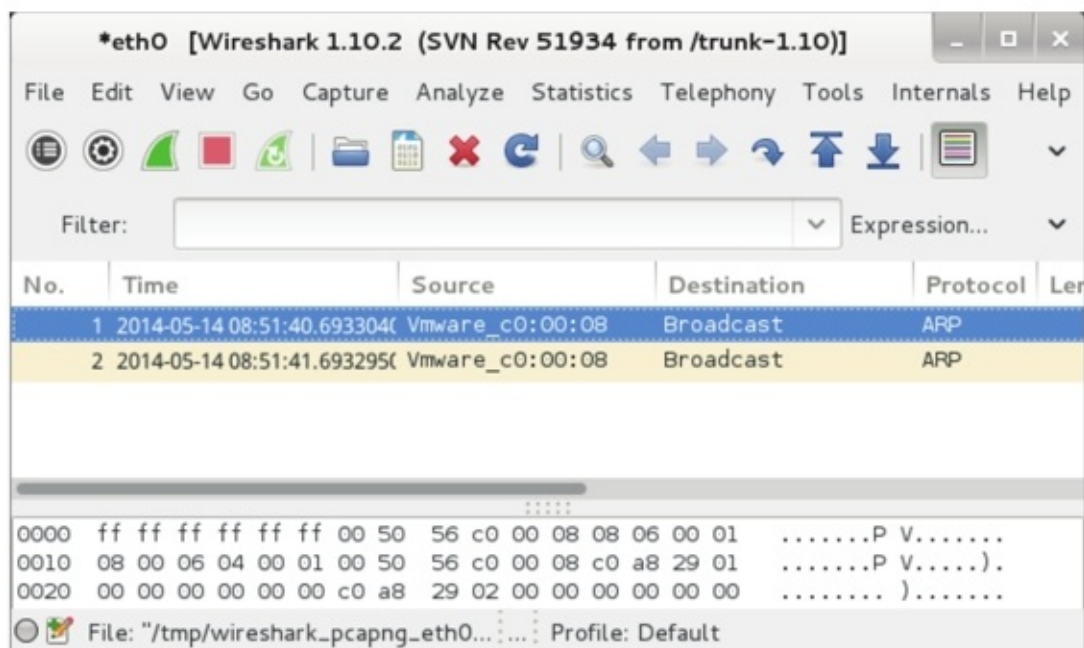 *eth0 [Wireshark 1.10.2 (SVN Rev 51934 from /trunk-1.10)]
File Edit View Go Capture Analyze Statistics Telephony Tools Internals Help
Filter: Expression...
No. Time Source Destination Protocol Ler
1 2014-05-14 08:51:40.693304( Vmware_c0:00:08 Broadcast ARP
2 2014-05-14 08:51:41.693295( Vmware_c0:00:08 Broadcast ARP
0000 ff ff ff ff ff ff 00 50 56 c0 00 08 08 06 00 01 .......P V.......
0010 08 00 06 04 00 01 00 50 56 c0 00 08 c0 a8 29 01 .......P V.....).
0020 00 00 00 00 00 00 c0 a8 29 02 00 00 00 00 00 00 ........ ).......
File: "/tmp/wireshark_pcapng_eth0... ... Profile: Default